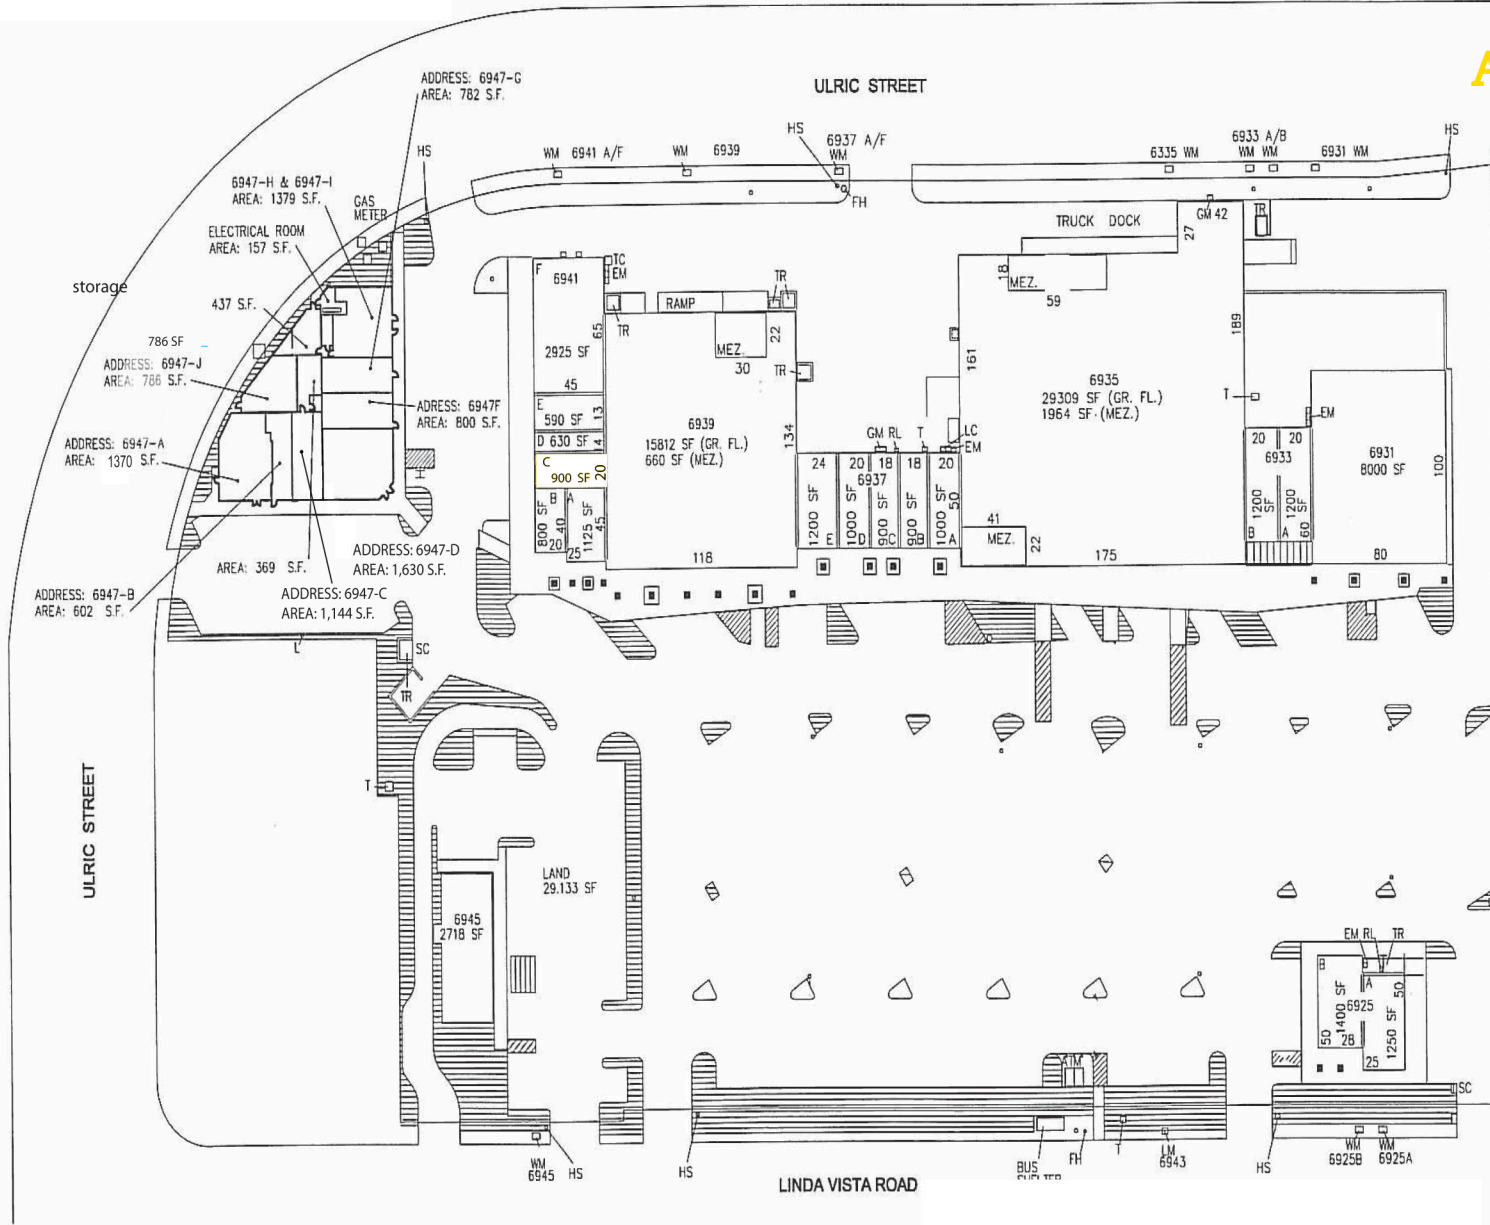 A
ULRIC STREET
ADDRESS: 6947-G
AREA: 782 S.F.
HS
WM 6941 A/F
WM
6939
HS
6937 A/F
WM
FH
6335 WM
6933 A/B
WM WM
6931 WM
HS
6947-H & 6947-I
AREA: 1379 S.F.
GAS
METER
ELECTRICAL ROOM
AREA: 157 S.F.
storage
437 S.F.
786 SF
ADDRESS: 6947-J
AREA: 786 S.F.
ADRESS: 6947F
AREA: 800 S.F.
ADDRESS: 6947-A
AREA: 1370 S.F.
AREA: 369 S.F.
ADDRESS: 6947-D
AREA: 1,630 S.F.
ADDRESS: 6947-C
AREA: 1,144 S.F.
ADDRESS: 6947-B
AREA: 602 S.F.
H
F
6941
TC
EM
TR
65
2925 SF
45
E
590 SF
13
D 630 SF
14
C
900 SF
20
B
800 SF
40
20
A
1125 SF
45
25
RAMP
TR
MEZ.
22
30
TR
6939
15812 SF (GR. FL.)
660 SF (MEZ.)
134
118
TRUCK DOCK
GM 42
TR
27
18
MEZ.
59
161
189
6935
29309 SF (GR. FL.)
1964 SF (MEZ.)
T
EM
GM RL
T
LC
EM
24
20
18
18
20
6937
1200 SF
1000 SF
900 SF
900 SF
1000 SF
50
E
D
C
B
A
41
MEZ.
22
175
20
20
6933
1200 SF
1200 SF
60
B
A
6931
8000 SF
100
80
L
SC
TR
T
ULRIC STREET
LAND
29.133 SF
6945
2718 SF
EM RL
TR
B
A
1400 SF
6925
50
50
28
1250 SF
25
SC
ATM
WM
6945
HS
HS
BUS
FH
T
LM
6943
HS
WM
6925B
WM
6925A
LINDA VISTA ROAD